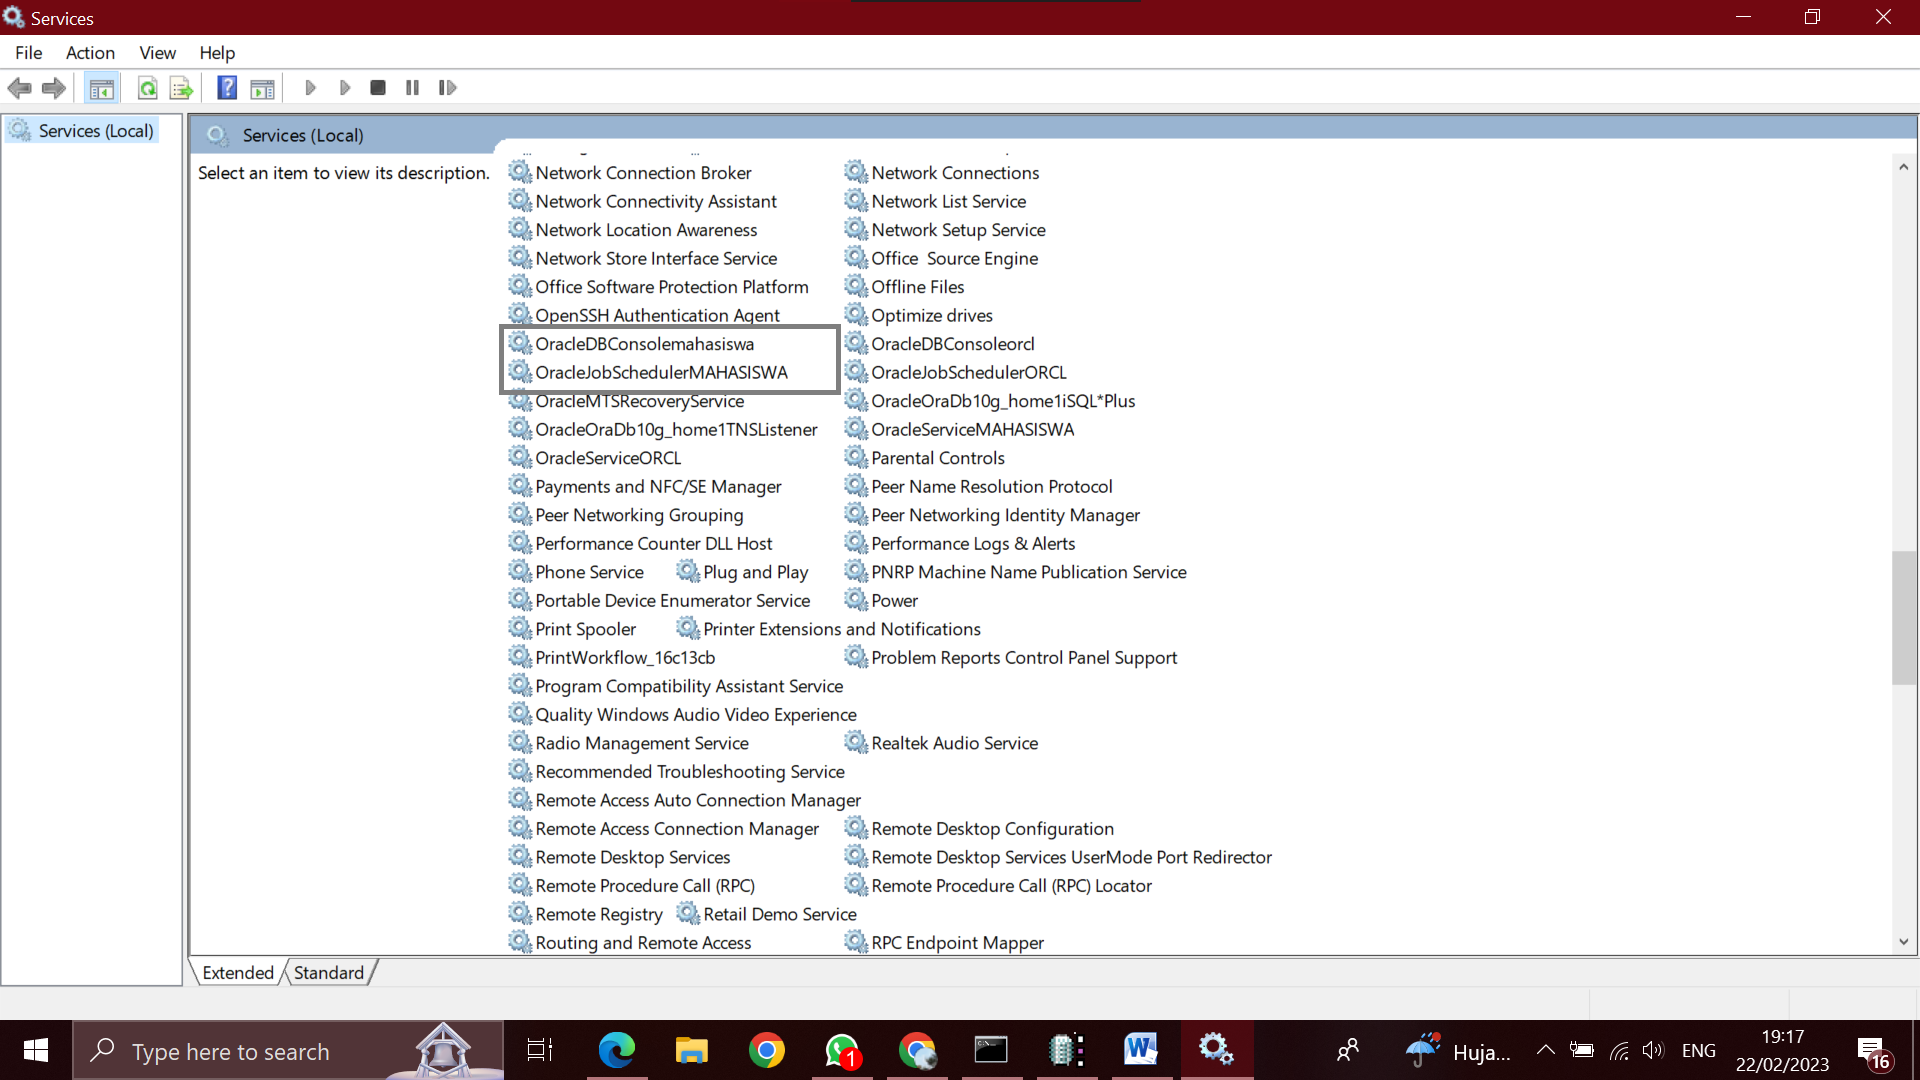 Services
File Action View Help
Services (Local)
Services (Local)
Select an item to view its description.
Network Connection Broker Network Connections
Network Connectivity Assistant Network List Service
Network Location Awareness Network Setup Service
Network Store Interface Service Office  Source Engine
Office Software Protection Platform Offline Files
OpenSSH Authentication Agent Optimize drives
OracleDBConsolemahasiswa OracleDBConsoleorcl
OracleJobSchedulerMAHASISWA OracleJobSchedulerORCL
OracleMTSRecoveryService OracleOraDb10g_home1iSQL*Plus
OracleOraDb10g_home1TNSListener OracleServiceMAHASISWA
OracleServiceORCL Parental Controls
Payments and NFC/SE Manager Peer Name Resolution Protocol
Peer Networking Grouping Peer Networking Identity Manager
Performance Counter DLL Host Performance Logs & Alerts
Phone Service Plug and Play PNRP Machine Name Publication Service
Portable Device Enumerator Service Power
Print Spooler Printer Extensions and Notifications
PrintWorkflow_16c13cb Problem Reports Control Panel Support
Program Compatibility Assistant Service
Quality Windows Audio Video Experience
Radio Management Service Realtek Audio Service
Recommended Troubleshooting Service
Remote Access Auto Connection Manager
Remote Access Connection Manager Remote Desktop Configuration
Remote Desktop Services Remote Desktop Services UserMode Port Redirector
Remote Procedure Call (RPC) Remote Procedure Call (RPC) Locator
Remote Registry Retail Demo Service
Routing and Remote Access RPC Endpoint Mapper
Extended Standard
Type here to search
1
Huja...
ENG
19:17
22/02/2023
16